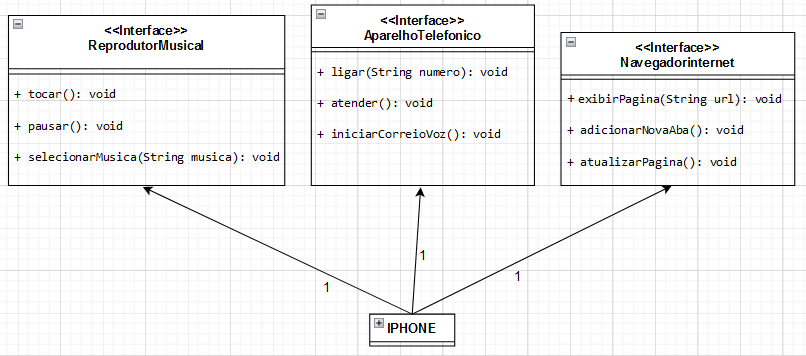 <<Interface>>
ReprodutorMusical
+ tocar(): void
+ pausar(): void
+ selecionarMusica(String musica): void
<<Interface>>
AparelhoTelefonico
+ ligar(String numero): void
+ atender(): void
+ iniciarCorreioVoz(): void
<<Interface>>
Navegadorinternet
+ exibirPagina(String url): void
+ adicionarNovaAba(): void
+ atualizarPagina(): void
1
1
1
IPHONE